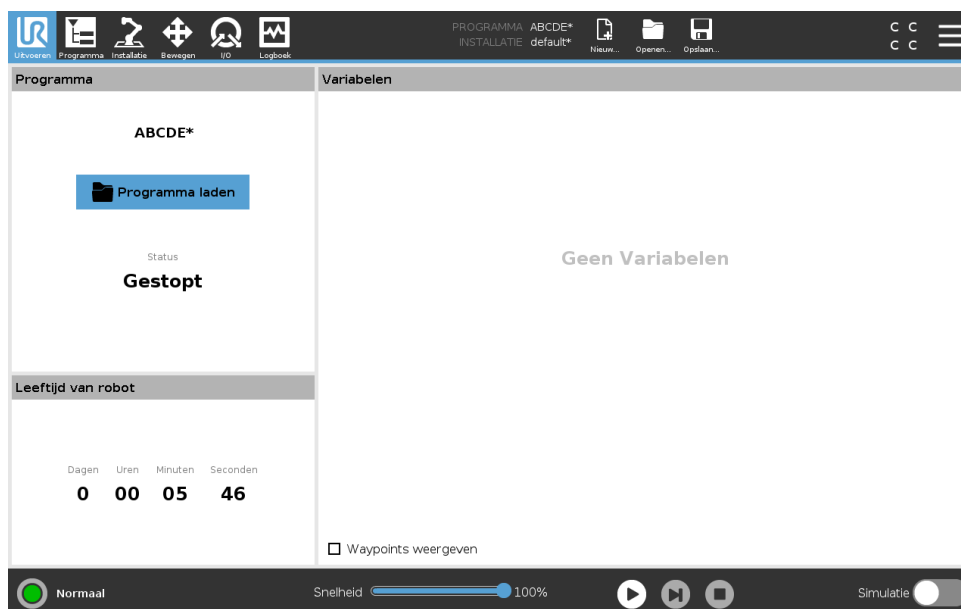 PROGRAMMA ABCDE*
INSTALLATIE default*
UR
Uitvoeren Programma Installatie Bewegen I/O Logboek Nieuw... Openen... Opslaan...
C C
C C
Programma
Variabelen
ABCDE*
Programma laden
Status
Gestopt
Geen Variabelen
Leeftijd van robot
Dagen Uren Minuten Seconden
0 00 05 46
Waypoints weergeven
Normaal Snelheid 100% Simulatie